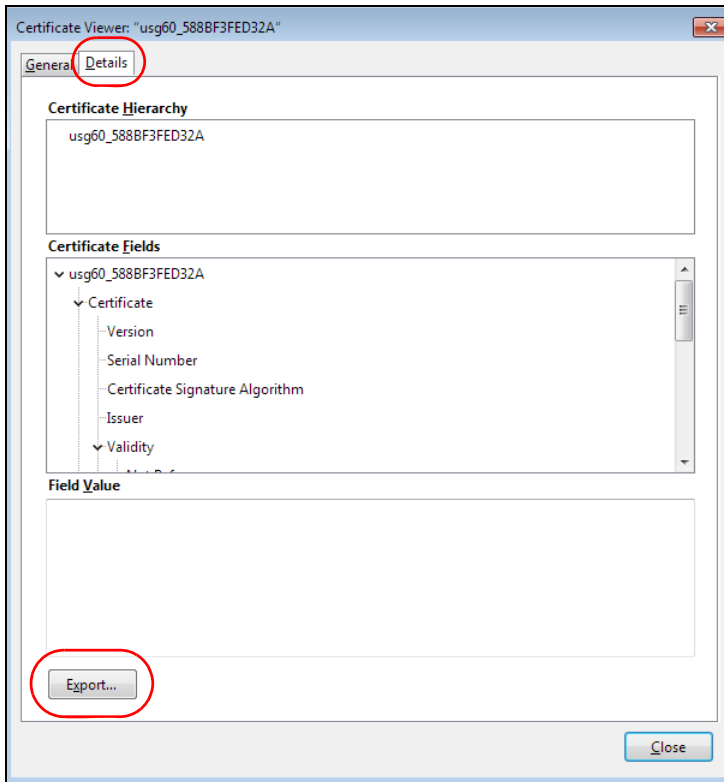 Certificate Viewer: "usg60_588BF3FED32A"
General Details
Certificate Hierarchy
usg60_588BF3FED32A
Certificate Fields
usg60_588BF3FED32A
Certificate
Version
Serial Number
Certificate Signature Algorithm
Issuer
Validity
Field Value
Export...
Close